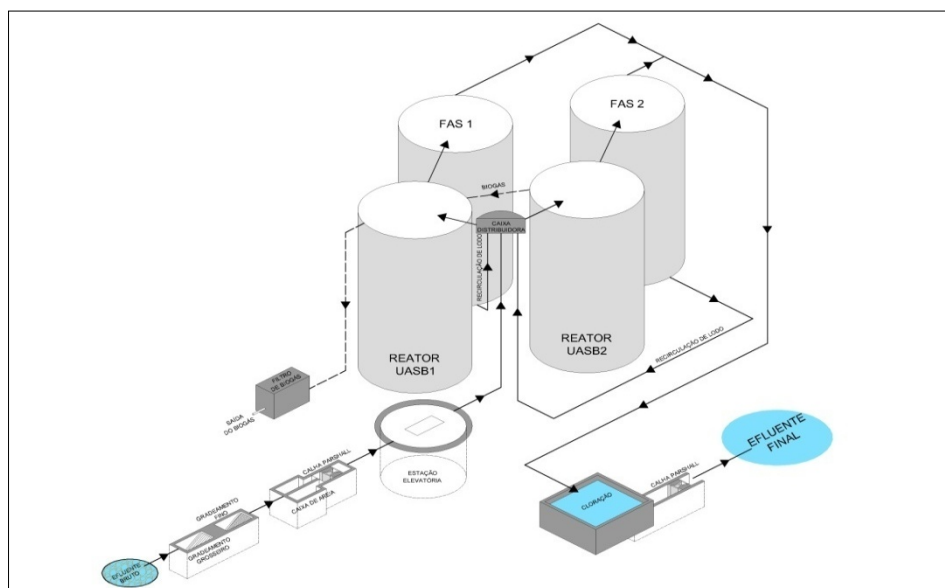 FAS 1
FAS 2
BIOGÁS
CAIXA
DISTRIBUIDORA
RECIRCULAÇÃO DE LODO
REATOR
UASB1
REATOR
UASB2
RECIRCULAÇÃO DE LODO
FILTRO
DE BIOGÁS
SAÍDA
DO BIOGÁS
ESTAÇÃO
ELEVATÓRIA
CALHA PARSHALL
CAIXA DE AREIA
GRADEAMENTO
FINO
GRADEAMENTO
GROSSEIRO
EFLUENTE
BRUTO
CLORAÇÃO
CALHA PARSHALL
EFLUENTE
FINAL